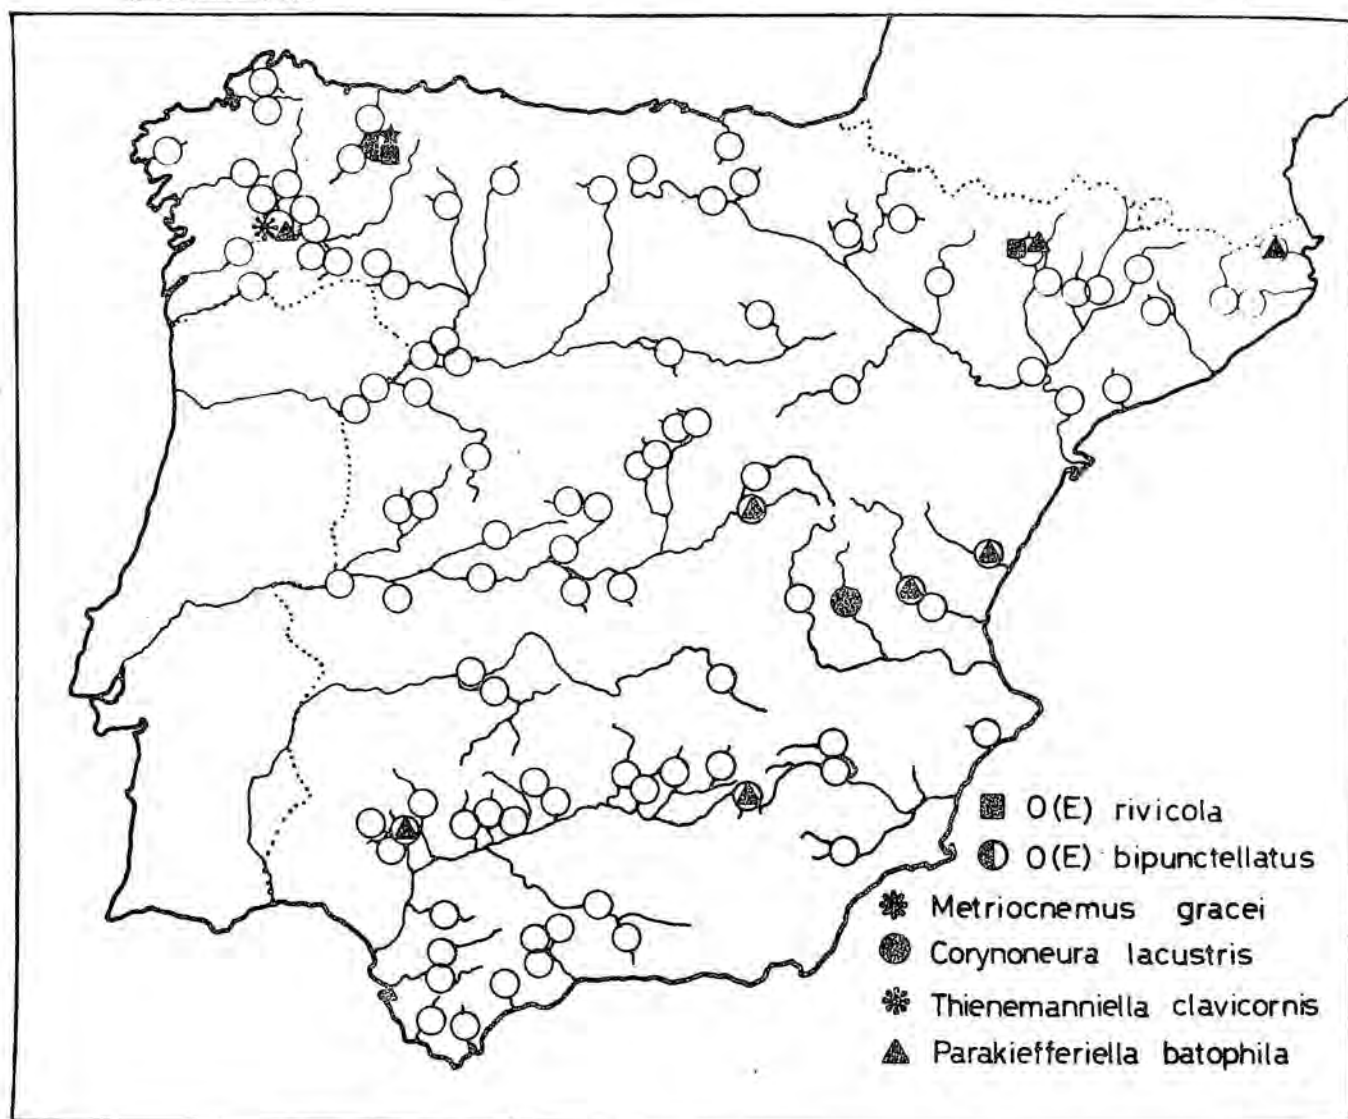 O(E) rivicola
O(E) bipunctellatus
Metriocnemus gracei
Corynoneura lacustris
Thienemanniella clavicornis
Parakiefferiella batophila